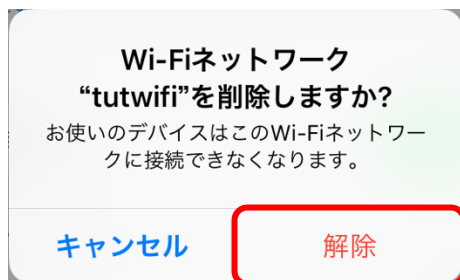 Wi-Fiネットワーク
“tutwifi”を削除しますか?
お使いのデバイスはこのWi-Fiネットワー
クに接続できなくなります。
キャンセル
解除